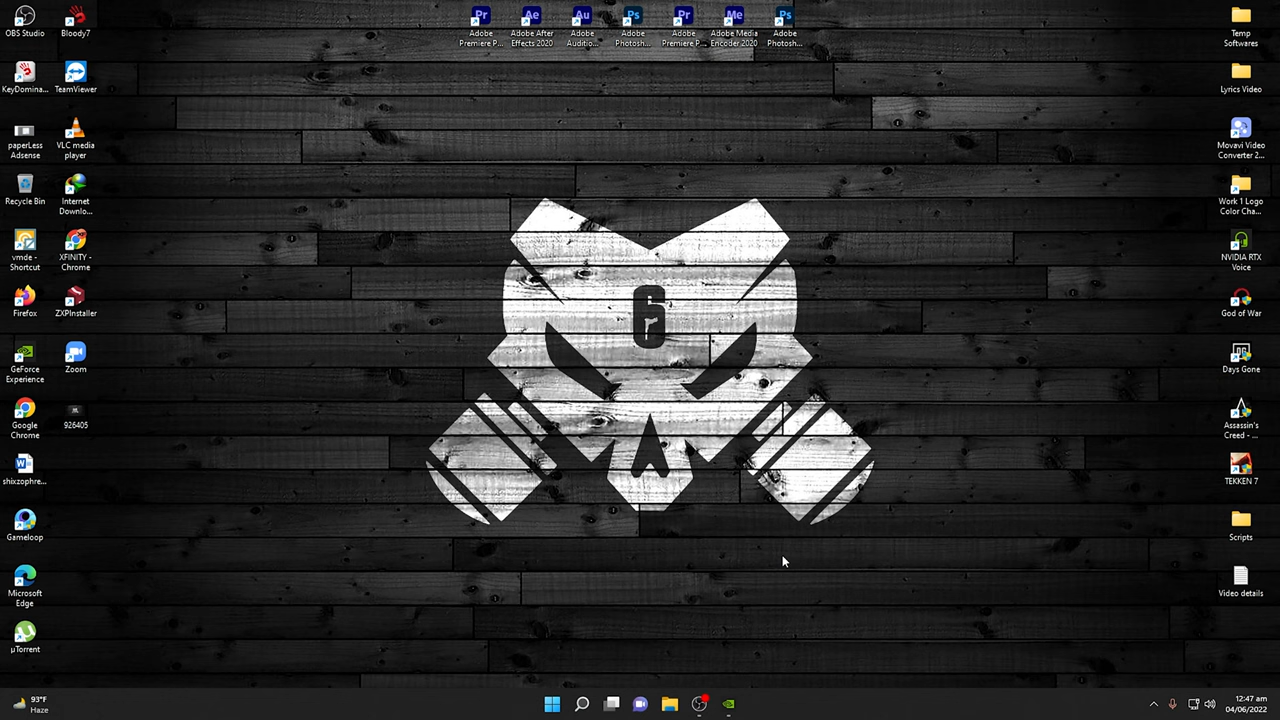 OBS Studio
Bloody7
Adobe
Premiere P...
Adobe After
Effects 2020
Adobe
Auditio...
Adobe
Photosh...
Adobe
Premiere P...
Adobe Media
Encoder 2020
Adobe
Photosh...
Temp
Softwares
KeyDomina...
TeamViewer
Lyrics Video
paperLess
Adsense
VLC media
player
Movavi Video
Converter 2...
Recycle Bin
Internet
Downlo...
Work 1 Logo
Color Cha...
vmde -
Shortcut
XFINITY -
Chrome
NVIDIA RTX
Voice
Firefox
ZXPInstaller
God of War
6
GeForce
Experience
Zoom
Days Gone
Google
Chrome
926405
Assassin's
Creed - ...
shixzophre...
TEKKEN 7
Gameloop
Scripts
Microsoft
Edge
Video details
µTorrent
93°F
Haze
12:47 am
04/06/2022